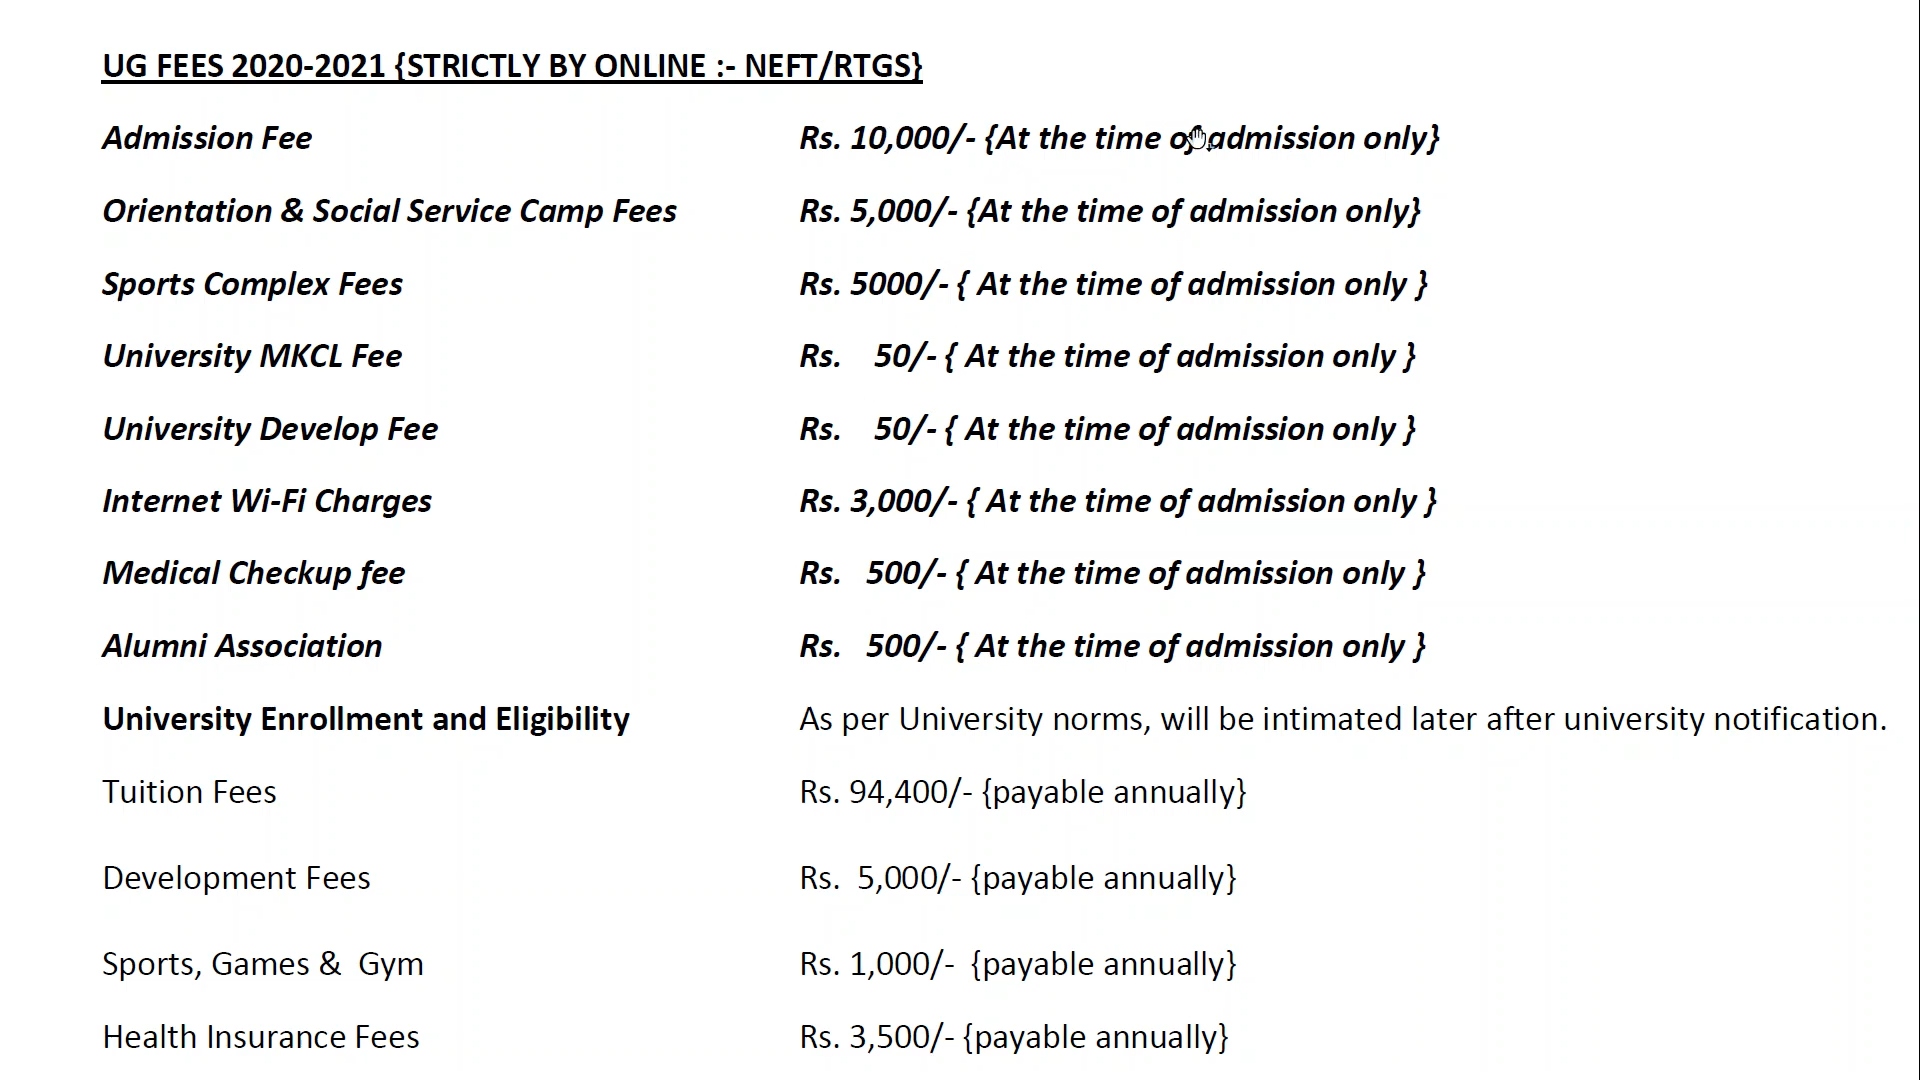 UG FEES 2020-2021 {STRICTLY BY ONLINE :- NEFT/RTGS}
Admission Fee Rs. 10,000/- {At the time of admission only}
Orientation & Social Service Camp Fees Rs. 5,000/- {At the time of admission only}
Sports Complex Fees Rs. 5000/- { At the time of admission only }
University MKCL Fee Rs. 50/- { At the time of admission only }
University Develop Fee Rs. 50/- { At the time of admission only }
Internet Wi-Fi Charges Rs. 3,000/- { At the time of admission only }
Medical Checkup fee Rs. 500/- { At the time of admission only }
Alumni Association Rs. 500/- { At the time of admission only }
University Enrollment and Eligibility As per University norms, will be intimated later after university notification.
Tuition Fees Rs. 94,400/- {payable annually}
Development Fees Rs. 5,000/- {payable annually}
Sports, Games & Gym Rs. 1,000/- {payable annually}
Health Insurance Fees Rs. 3,500/- {payable annually}